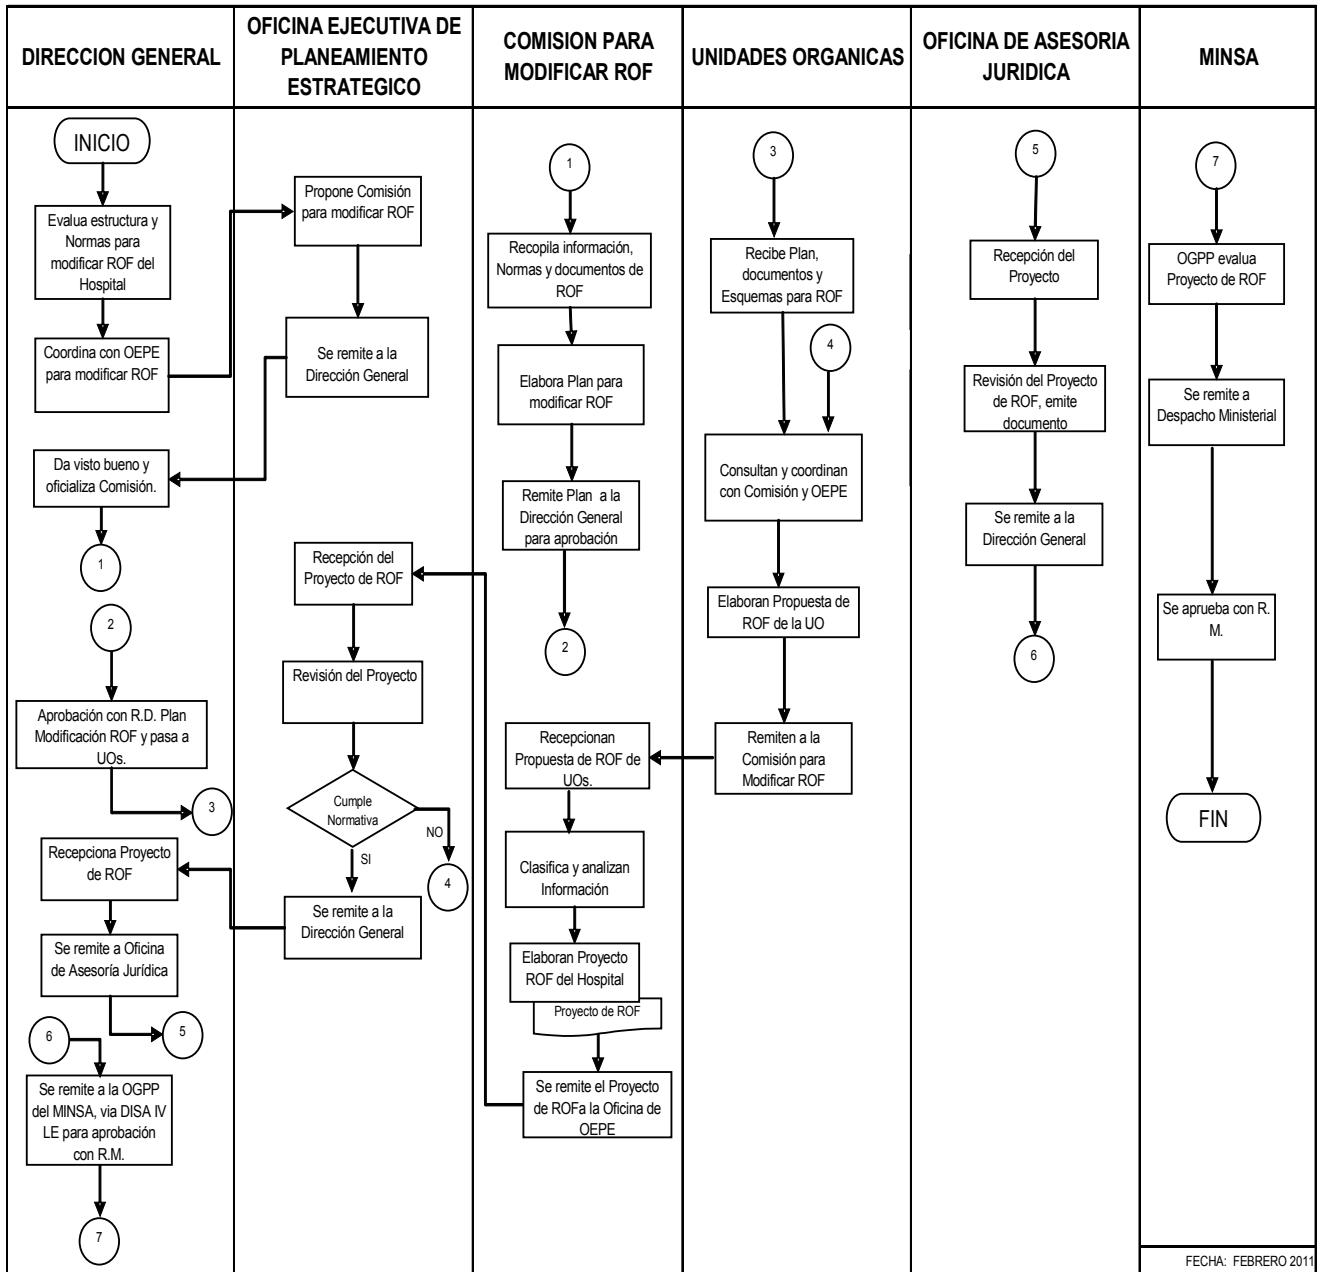 DIRECCION GENERAL
OFICINA EJECUTIVA DE
PLANEAMIENTO
ESTRATEGICO
COMISION PARA
MODIFICAR ROF
UNIDADES ORGANICAS
OFICINA DE ASESORIA
JURIDICA
MINSA
INICIO
Evalua estructura y
Normas para
modificar ROF del
Hospital
Coordina con OEPE
para modificar ROF
Da visto bueno y
oficializa Comisión.
1
2
Aprobación con R.D. Plan
Modificación ROF y pasa a
UOs.
3
Recepciona Proyecto
de ROF
Se remite a Oficina
de Asesoría Jurídica
5
6
Se remite a la OGPP
del MINSA, via DISA IV
LE para aprobación
con R.M.
7
Propone Comisión
para modificar ROF
Se remite a la
Dirección General
Recepción del
Proyecto de ROF
Revisión del Proyecto
Cumple
Normativa
NO
SI
4
Se remite a la
Dirección General
1
Recopila información,
Normas y documentos de
ROF
Elabora Plan para
modificar ROF
Remite Plan a la
Dirección General
para aprobación
2
Recepcionan
Propuesta de ROF de
UOs.
Clasifica y analizan
Información
Elaboran Proyecto
ROF del Hospital
Proyecto de ROF
Se remite el Proyecto
de ROFa la Oficina de
OEPE
3
Recibe Plan,
documentos y
Esquemas para ROF
4
Consultan y coordinan
con Comisión y OEPE
Elaboran Propuesta de
ROF de la UO
Remiten a la
Comisión para
Modificar ROF
5
Recepción del
Proyecto
Revisión del Proyecto
de ROF, emite
documento
Se remite a la
Dirección General
6
7
OGPP evalua
Proyecto de ROF
Se remite a
Despacho Ministerial
Se aprueba con R.
M.
FIN
FECHA: FEBRERO 2011